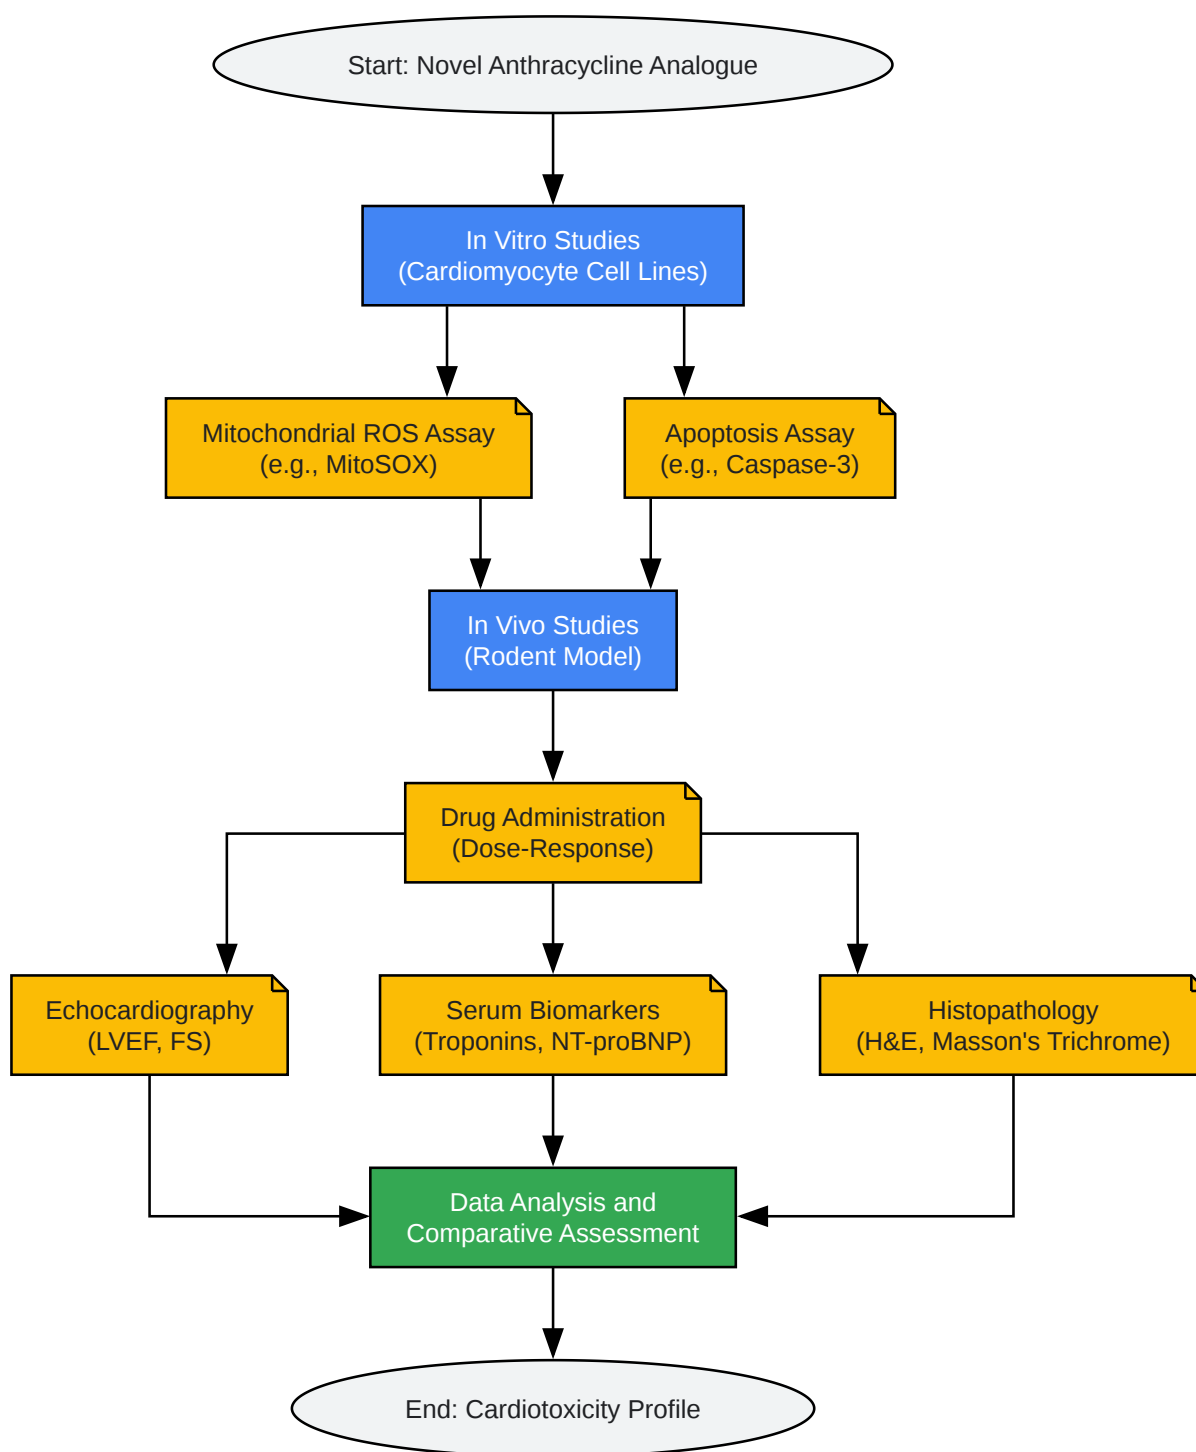 Start: Novel Anthracycline Analogue
In Vitro Studies
(Cardiomyocyte Cell Lines)
Mitochondrial ROS Assay
(e.g., MitoSOX)
Apoptosis Assay
(e.g., Caspase-3)
In Vivo Studies
(Rodent Model)
Drug Administration
(Dose-Response)
Echocardiography
(LVEF, FS)
Serum Biomarkers
(Troponins, NT-proBNP)
Histopathology
(H&E, Masson's Trichrome)
Data Analysis and
Comparative Assessment
End: Cardiotoxicity Profile